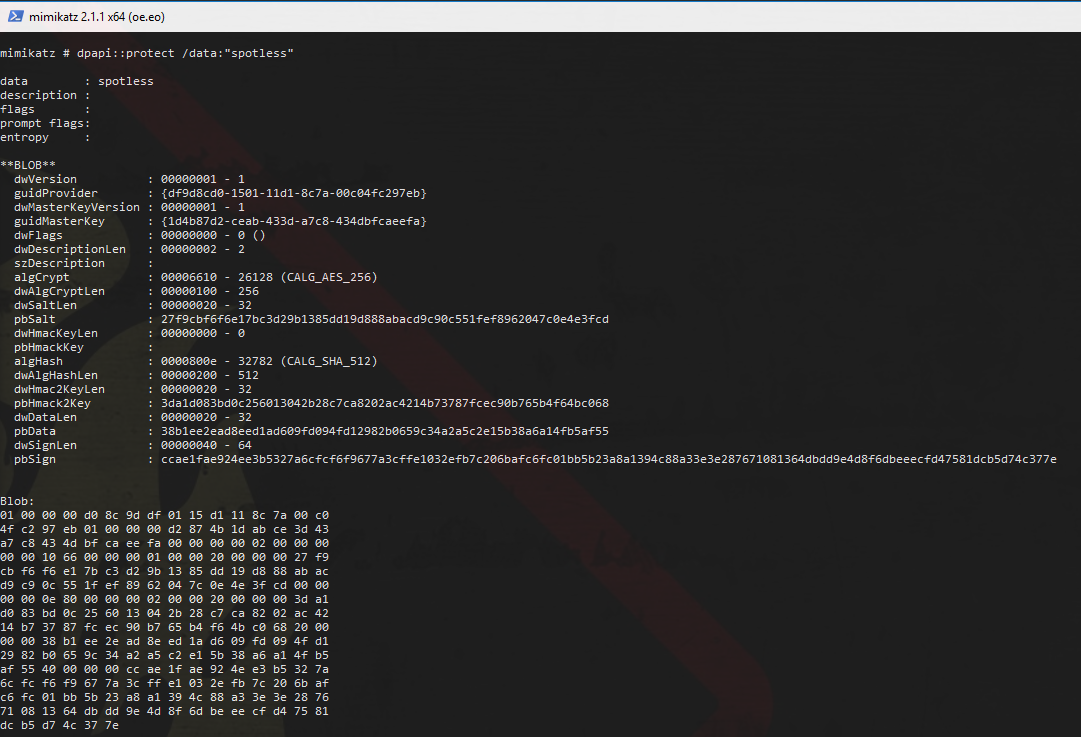 mimikatz 2.1.1 x64 (oe.eo)
mimikatz # dpapi::protect /data:"spotless"
data        : spotless
description :
flags       :
prompt flags:
entropy     :
**BLOB**
  dwVersion          : 00000001 - 1
  guidProvider       : {df9d8cd0-1501-11d1-8c7a-00c04fc297eb}
  dwMasterKeyVersion : 00000001 - 1
  guidMasterKey      : {1d4b87d2-ceab-433d-a7c8-434dbfcaeefa}
  dwFlags            : 00000000 - 0 ()
  dwDescriptionLen   : 00000002 - 2
  szDescription      :
  algCrypt           : 00006610 - 26128 (CALG_AES_256)
  dwAlgCryptLen      : 00000100 - 256
  dwSaltLen          : 00000020 - 32
  pbSalt             : 27f9cbf6f6e17bc3d29b1385dd19d888abacd9c90c551fef8962047c0e4e3fcd
  dwHmacKeyLen       : 00000000 - 0
  pbHmackKey         :
  algHash            : 0000800e - 32782 (CALG_SHA_512)
  dwAlgHashLen       : 00000200 - 512
  dwHmac2KeyLen      : 00000020 - 32
  pbHmack2Key        : 3da1d083bd0c256013042b28c7ca8202ac4214b73787fcec90b765b4f64bc068
  dwDataLen          : 00000020 - 32
  pbData             : 38b1ee2ead8eed1ad609fd094fd12982b0659c34a2a5c2e15b38a6a14fb5af55
  dwSignLen          : 00000040 - 64
  pbSign             : ccae1fae924ee3b5327a6cfcf6f9677a3cffe1032efb7c206bafc6fc01bb5b23a8a1394c88a33e3e287671081364dbdd9e4d8f6dbeeecfd47581dcb5d74c377e
Blob:
01 00 00 00 d0 8c 9d df 01 15 d1 11 8c 7a 00 c0
4f c2 97 eb 01 00 00 00 d2 87 4b 1d ab ce 3d 43
a7 c8 43 4d bf ca ee fa 00 00 00 00 02 00 00 00
00 00 10 66 00 00 00 01 00 00 20 00 00 00 27 f9
cb f6 f6 e1 7b c3 d2 9b 13 85 dd 19 d8 88 ab ac
d9 c9 0c 55 1f ef 89 62 04 7c 0e 4e 3f cd 00 00
00 00 0e 80 00 00 00 02 00 00 20 00 00 00 3d a1
d0 83 bd 0c 25 60 13 04 2b 28 c7 ca 82 02 ac 42
14 b7 37 87 fc ec 90 b7 65 b4 f6 4b c0 68 20 00
00 00 38 b1 ee 2e ad 8e ed 1a d6 09 fd 09 4f d1
29 82 b0 65 9c 34 a2 a5 c2 e1 5b 38 a6 a1 4f b5
af 55 40 00 00 00 cc ae 1f ae 92 4e e3 b5 32 7a
6c fc f6 f9 67 7a 3c ff e1 03 2e fb 7c 20 6b af
c6 fc 01 bb 5b 23 a8 a1 39 4c 88 a3 3e 3e 28 76
71 08 13 64 db dd 9e 4d 8f 6d be ee cf d4 75 81
dc b5 d7 4c 37 7e